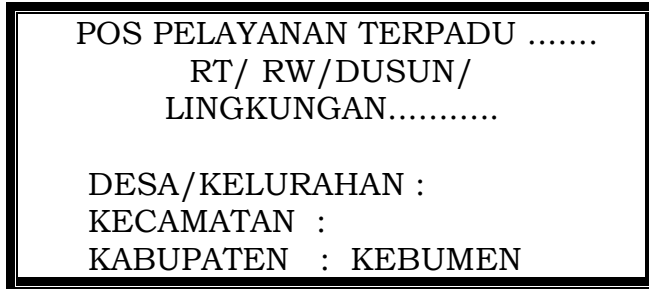 POS PELAYANAN TERPADU .......
RT/ RW/DUSUN/
LINGKUNGAN...........
DESA/KELURAHAN :
KECAMATAN :
KABUPATEN : KEBUMEN